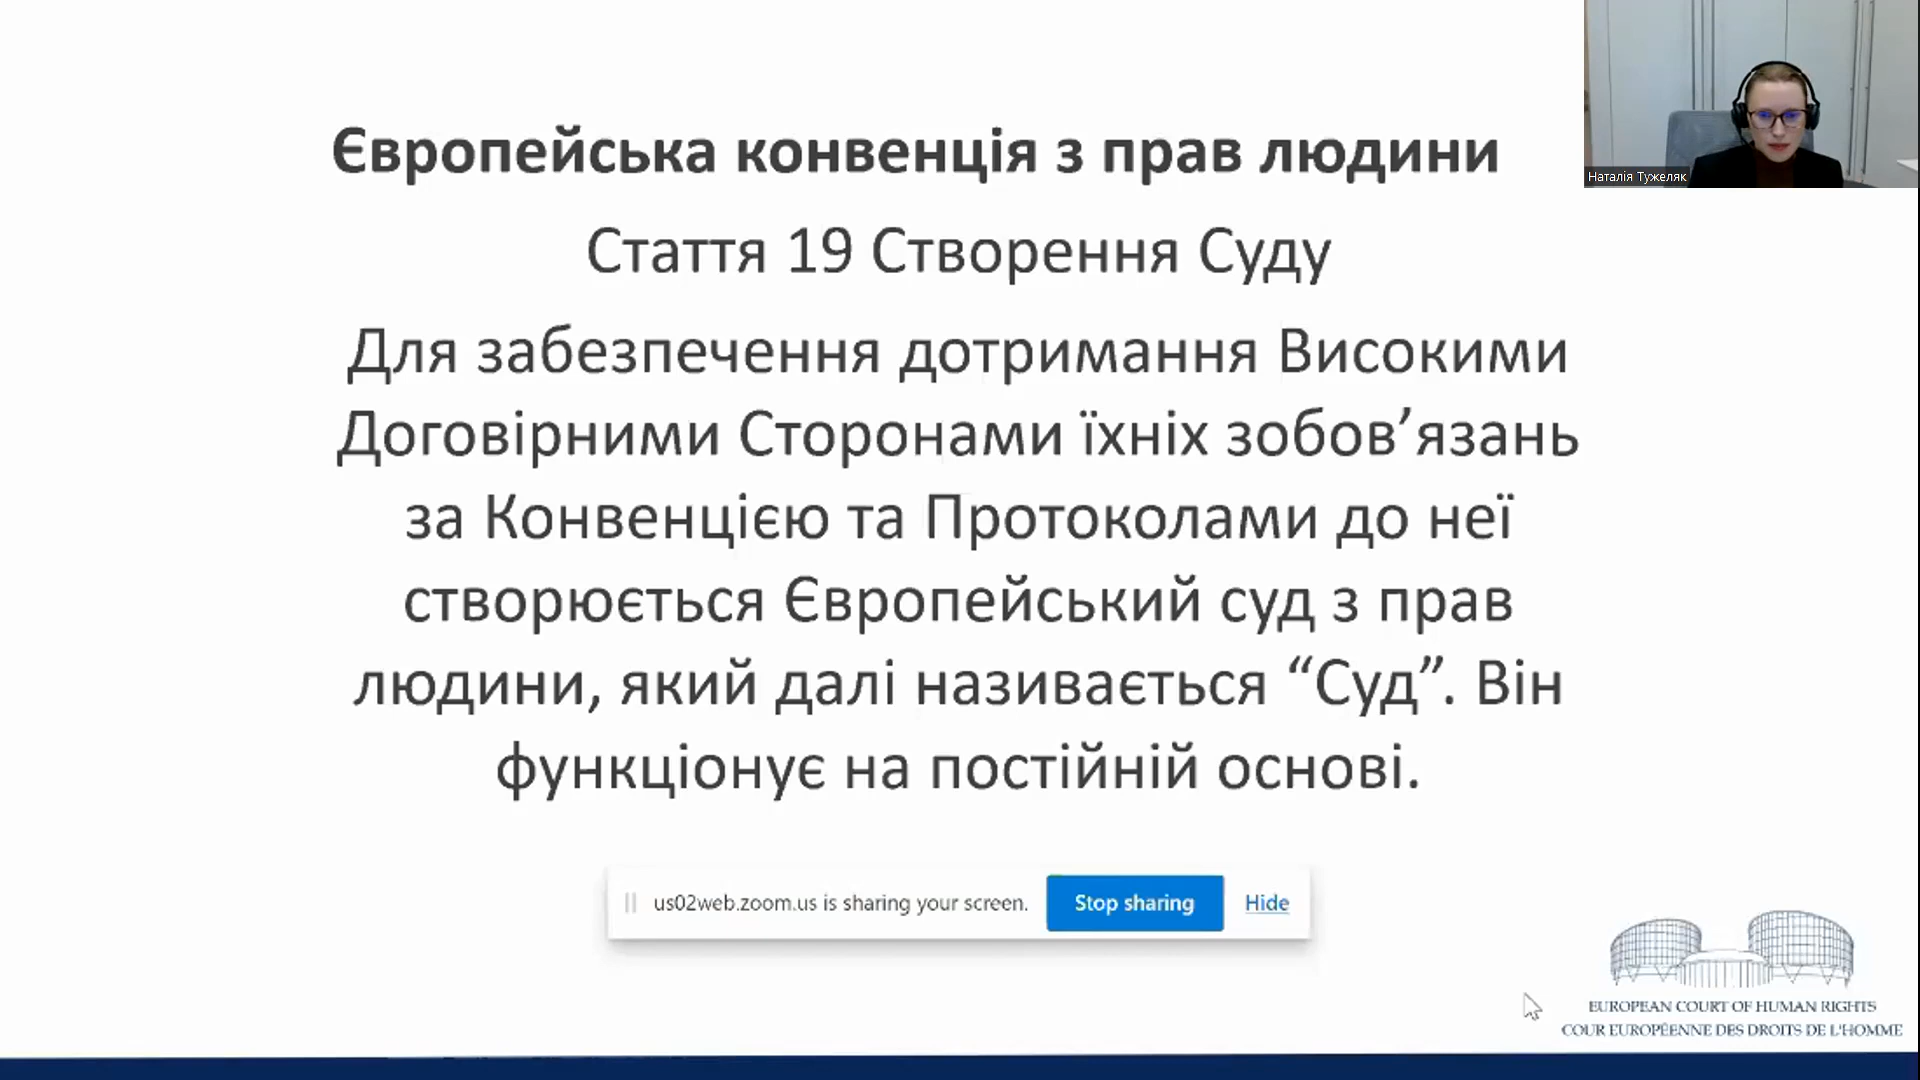 Європейська конвенція з прав людини
Стаття 19 Створення Суду
Для забезпечення дотримання Високими
Договірними Сторонами їхніх зобов’язань
за Конвенцією та Протоколами до неї
створюється Європейський суд з прав
людини, який далі називається “Суд”. Він
функціонує на постійній основі.
Наталія Тужеляк
us02web.zoom.us is sharing your screen.
Stop sharing
Hide
EUROPEAN COURT OF HUMAN RIGHTS
COUR EUROPÉENNE DES DROITS DE L'HOMME